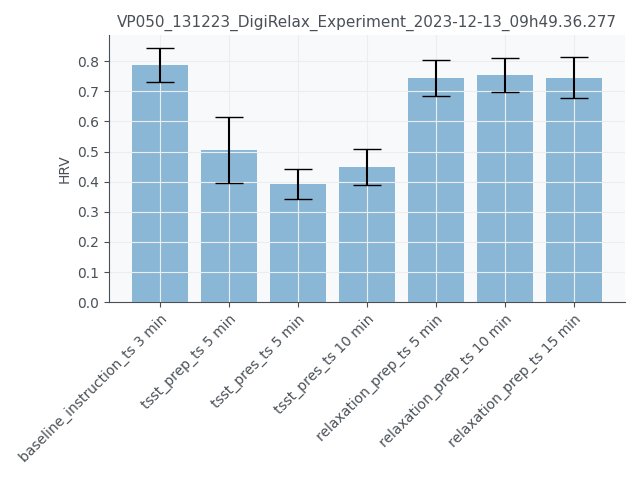 VP050_131223_DigiRelax_Experiment_2023-12-13_09h49.36.277
HRV
0.8
0.7
0.6
0.5
0.4
0.3
0.2
0.1
0.0
baseline_instruction_ts 3 min
tsst_prep_ts 5 min
tsst_pres_ts 5 min
tsst_pres_ts 10 min
relaxation_prep_ts 5 min
relaxation_prep_ts 10 min
relaxation_prep_ts 15 min